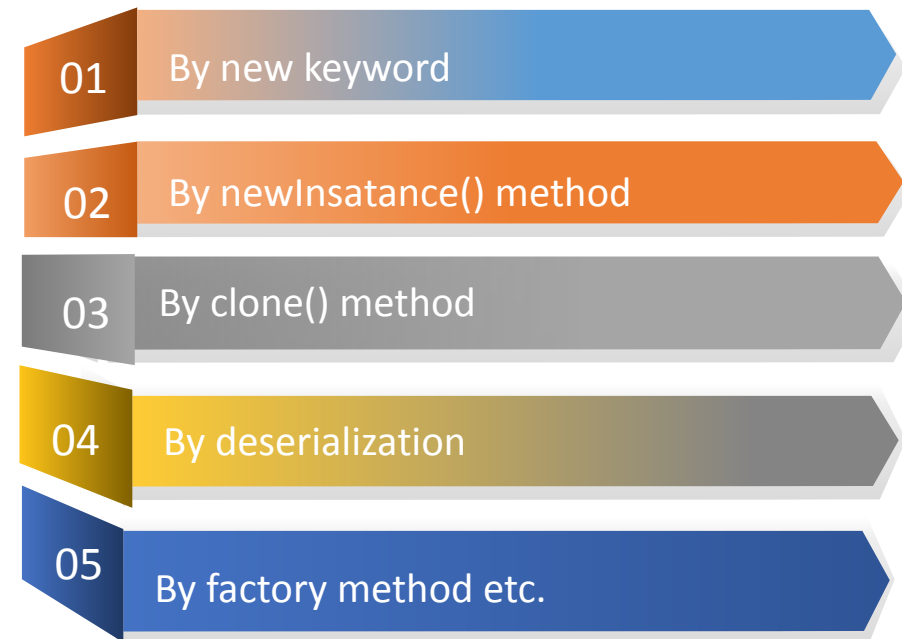 01 By new keyword
02 By newInsatance() method
03 By clone() method
04 By deserialization
05 By factory method etc.